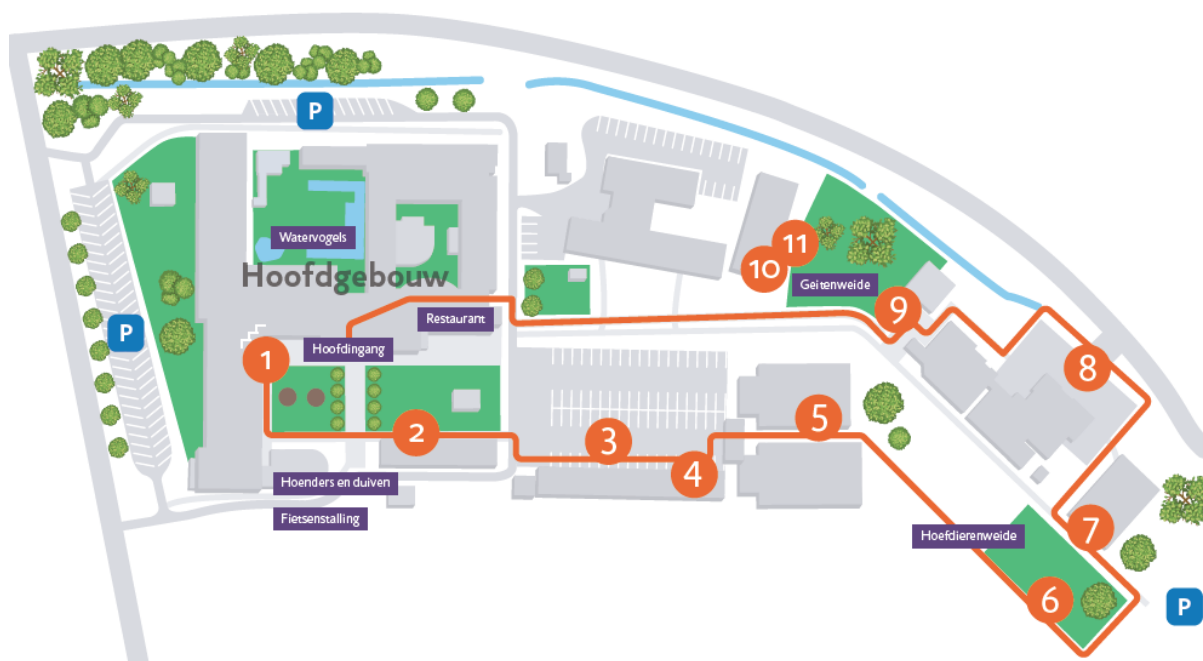 P
Watervogels
Hoofdgebouw
11
10
Geitenweide
Restaurant
9
P
Hoofdingang
1
8
2
3
5
4
Hoenders en duiven
Fietsenstalling
7
Hoefdierenweide
6
P